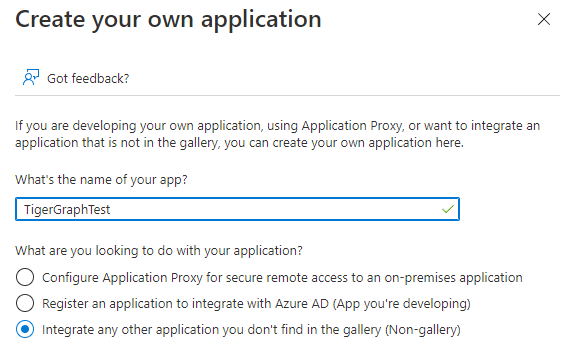 Create your own application
Got feedback?
If you are developing your own application, using Application Proxy, or want to integrate an
application that is not in the gallery, you can create your own application here.
What's the name of your app?
TigerGraphTest
What are you looking to do with your application?
Configure Application Proxy for secure remote access to an on-premises application
Register an application to integrate with Azure AD (App you're developing)
Integrate any other application you don't find in the gallery (Non-gallery)